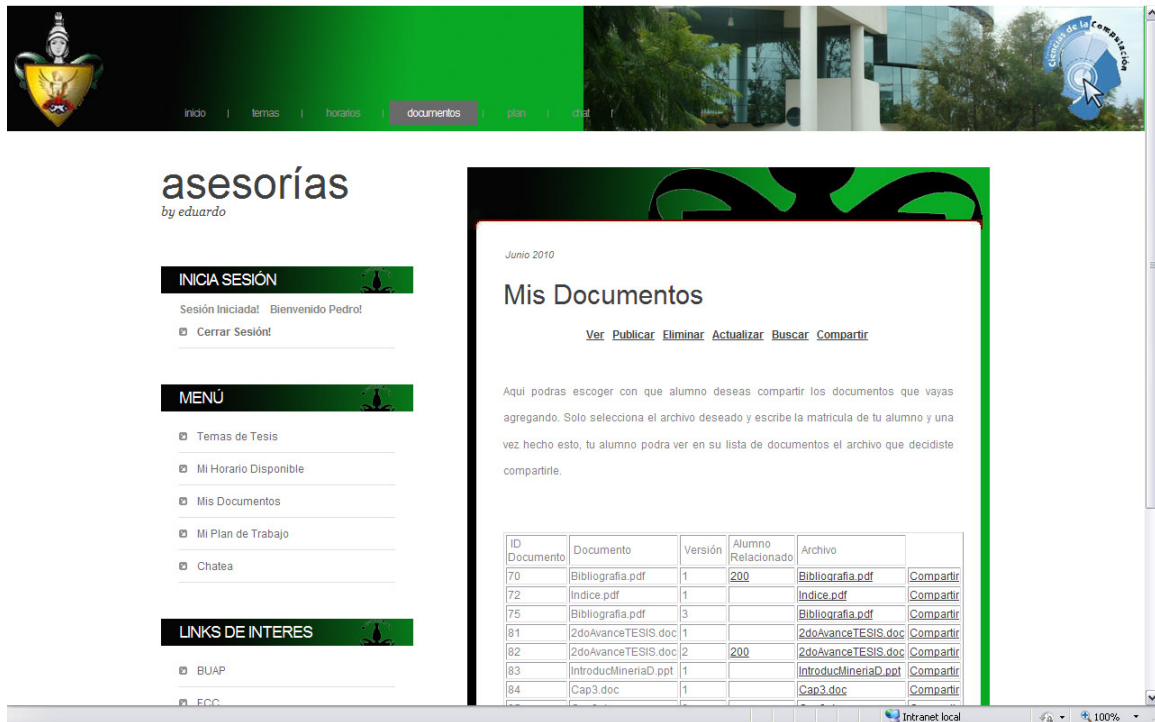 Ciencias de la Computación
inicio | temas | horarios | documentos | plan | chat |
asesorías
by eduardo
INICIA SESIÓN
Sesión Iniciada! Bienvenido Pedro!
Cerrar Sesión!
MENÚ
Temas de Tesis
Mi Horario Disponible
Mis Documentos
Mi Plan de Trabajo
Chatea
LINKS DE INTERES
BUAP
FCC
Junio 2010
Mis Documentos
Ver Publicar Eliminar Actualizar Buscar Compartir
Aqui podras escoger con que alumno deseas compartir los documentos que vayas
agregando. Solo selecciona el archivo deseado y escribe la matricula de tu alumno y una
vez hecho esto, tu alumno podra ver en su lista de documentos el archivo que decidiste
compartirle.
ID Documento Documento Versión Alumno Relacionado Archivo
70 Bibliografia.pdf 1 200 Bibliografia.pdf Compartir
72 Indice.pdf 1 Indice.pdf Compartir
75 Bibliografia.pdf 3 Bibliografia.pdf Compartir
81 2doAvanceTESIS.doc 1 2doAvanceTESIS.doc Compartir
82 2doAvanceTESIS.doc 2 200 2doAvanceTESIS.doc Compartir
83 IntroducMineriaD.ppt 1 IntroducMineriaD.ppt Compartir
84 Cap3.doc 1 Cap3.doc Compartir
Intranet local 100%